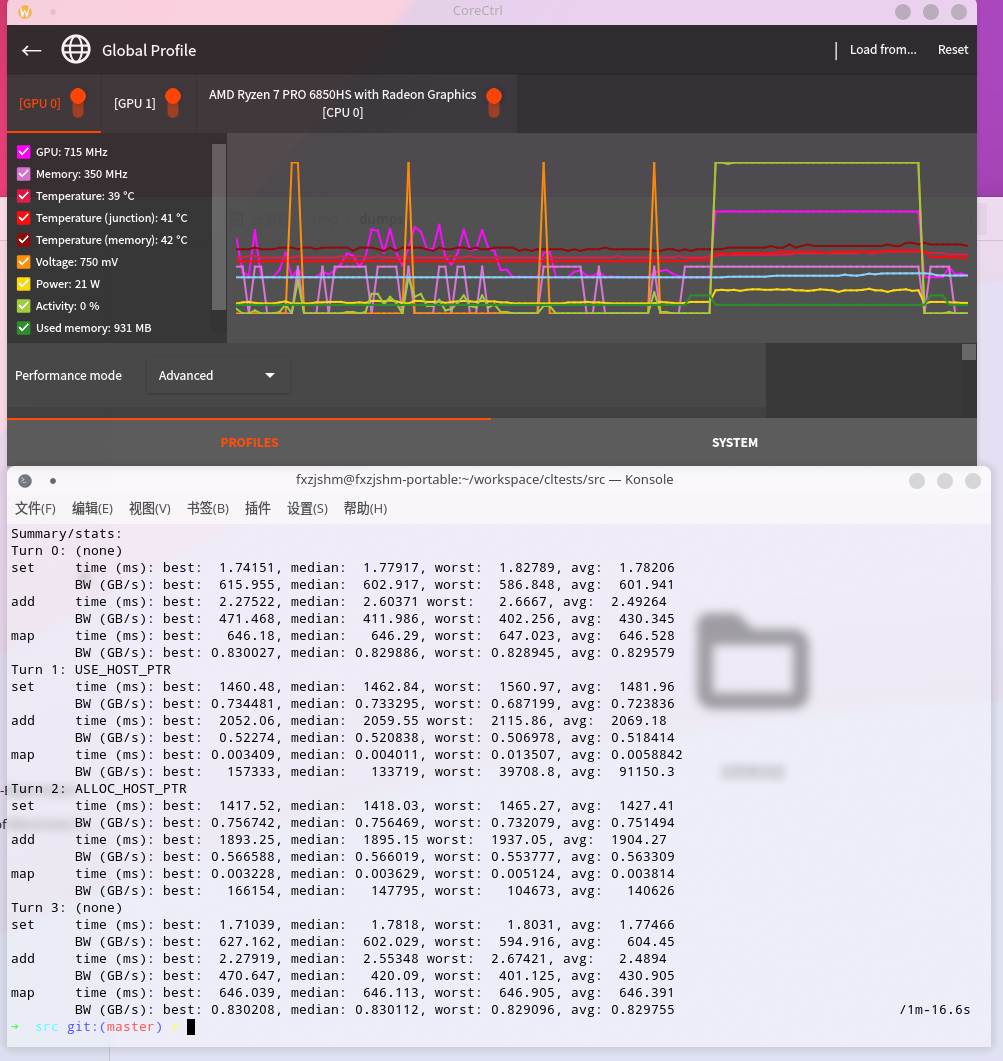 CoreCtrl
Global Profile
Load from...
Reset
[GPU 0]
[GPU 1]
AMD Ryzen 7 PRO 6850HS with Radeon Graphics
[CPU 0]
GPU: 715 MHz
Memory: 350 MHz
Temperature: 39 °C
Temperature (junction): 41 °C
Temperature (memory): 42 °C
Voltage: 750 mV
Power: 21 W
Activity: 0 %
Used memory: 931 MB
dumps
Performance mode
Advanced
PROFILES
SYSTEM
fxzjshm@fxzjshm-portable:~/workspace/cltests/src — Konsole
文件(F) 编辑(E) 视图(V) 书签(B) 插件 设置(S) 帮助(H)
Summary/stats:
Turn 0: (none)
set     time (ms): best:  1.74151, median:  1.77917, worst:  1.82789, avg:  1.78206
        BW (GB/s): best:  615.955, median:  602.917, worst:  586.848, avg:  601.941
add     time (ms): best:  2.27522, median:  2.60371 worst:   2.6667, avg:  2.49264
        BW (GB/s): best:  471.468, median:  411.986, worst:  402.256, avg:  430.345
map     time (ms): best:   646.18, median:   646.29, worst:  647.023, avg:  646.528
        BW (GB/s): best: 0.830027, median: 0.829886, worst: 0.828945, avg: 0.829579
Turn 1: USE_HOST_PTR
set     time (ms): best:  1460.48, median:  1462.84, worst:  1560.97, avg:  1481.96
        BW (GB/s): best: 0.734481, median: 0.733295, worst: 0.687199, avg: 0.723836
add     time (ms): best:  2052.06, median:  2059.55 worst:  2115.86, avg:  2069.18
        BW (GB/s): best:  0.52274, median: 0.520838, worst: 0.506978, avg: 0.518414
map     time (ms): best: 0.003409, median: 0.004011, worst: 0.013507, avg: 0.0058842
        BW (GB/s): best:   157333, median:   133719, worst:  39708.8, avg:  91150.3
Turn 2: ALLOC_HOST_PTR
set     time (ms): best:  1417.52, median:  1418.03, worst:  1465.27, avg:  1427.41
        BW (GB/s): best: 0.756742, median: 0.756469, worst: 0.732079, avg: 0.751494
add     time (ms): best:  1893.25, median:  1895.15 worst:  1937.05, avg:  1904.27
        BW (GB/s): best: 0.566588, median: 0.566019, worst: 0.553777, avg: 0.563309
map     time (ms): best: 0.003228, median: 0.003629, worst: 0.005124, avg: 0.003814
        BW (GB/s): best:   166154, median:   147795, worst:   104673, avg:   140626
Turn 3: (none)
set     time (ms): best:  1.71039, median:   1.7818, worst:   1.8031, avg:  1.77466
        BW (GB/s): best:  627.162, median:  602.029, worst:  594.916, avg:   604.45
add     time (ms): best:  2.27919, median:  2.55348 worst:  2.67421, avg:   2.4894
        BW (GB/s): best:  470.647, median:   420.09, worst:  401.125, avg:  430.905
map     time (ms): best:  646.039, median:  646.113, worst:  646.905, avg:  646.391
        BW (GB/s): best: 0.830208, median: 0.830112, worst: 0.829096, avg: 0.829755
/1m-16.6s
➜  src git:(master) ✗